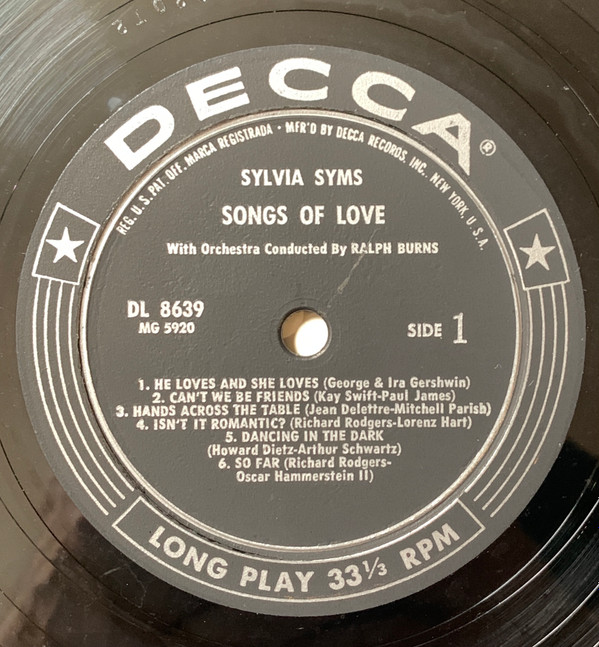 DECCA®
REG. U.S. PAT. OFF. MARCA REGISTRADA · MFR'D BY DECCA RECORDS, INC., NEW YORK, U.S.A.
SYLVIA SYMS
SONGS OF LOVE
With Orchestra Conducted By RALPH BURNS
DL 8639
MG 5920
SIDE 1
1. HE LOVES AND SHE LOVES (George & Ira Gershwin)
2. CAN'T WE BE FRIENDS (Kay Swift-Paul James)
3. HANDS ACROSS THE TABLE (Jean Delettre-Mitchell Parish)
4. ISN'T IT ROMANTIC? (Richard Rodgers-Lorenz Hart)
5. DANCING IN THE DARK
(Howard Dietz-Arthur Schwartz)
6. SO FAR (Richard Rodgers-
Oscar Hammerstein II)
LONG PLAY 33⅓ RPM